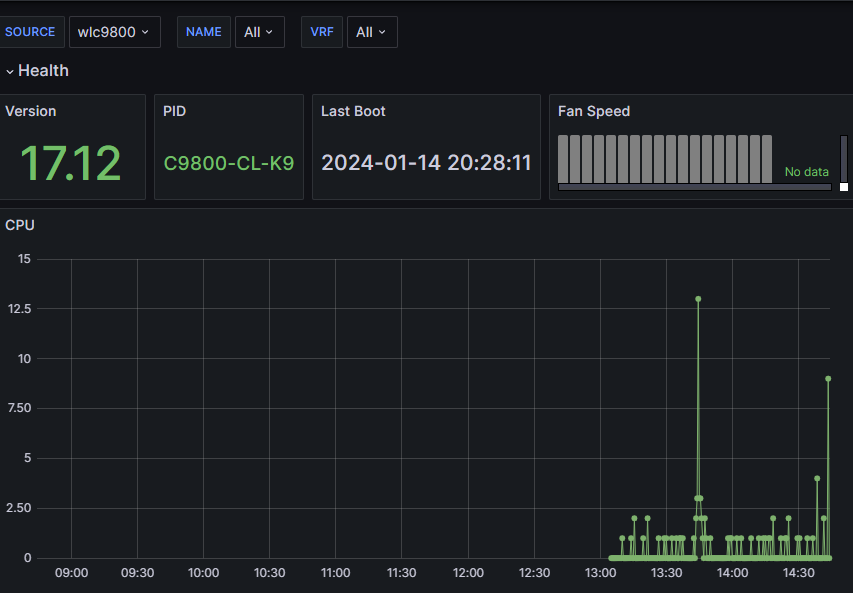 SOURCE wlc9800 NAME All VRF All
Health
Version PID Last Boot Fan Speed
17.12 C9800-CL-K9 2024-01-14 20:28:11 No data
CPU
15
12.5
10
7.50
5
2.50
0
09:00 09:30 10:00 10:30 11:00 11:30 12:00 12:30 13:00 13:30 14:00 14:30